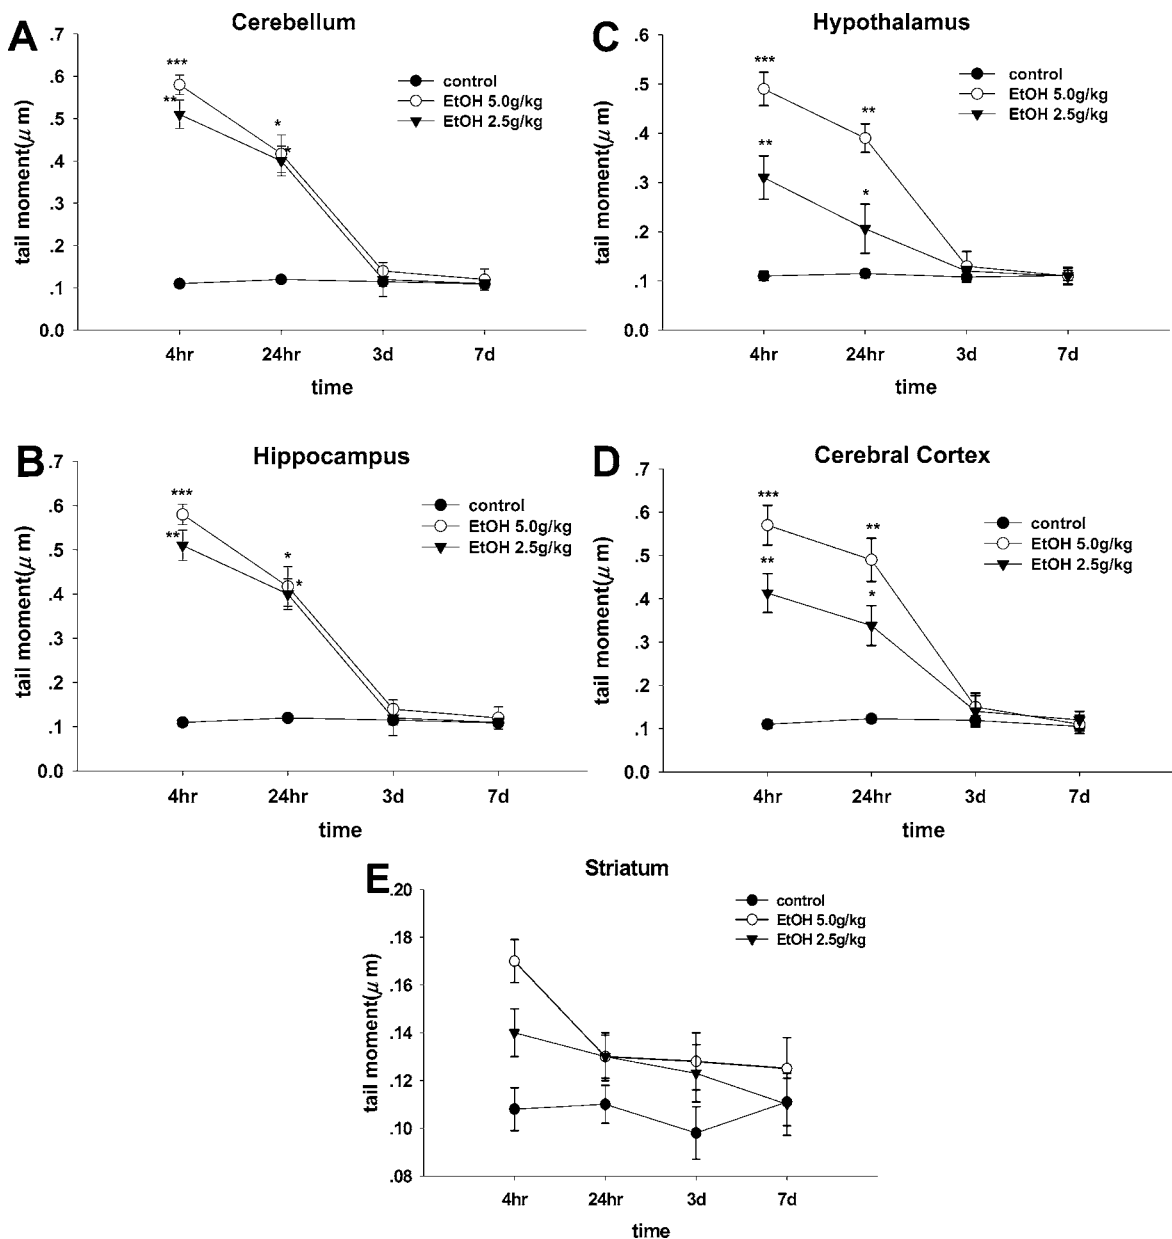 A
Cerebellum
tail moment(μ m)
.7
.6
.5
.4
.3
.2
.1
0.0
***
**
*
*
control
EtOH 5.0g/kg
EtOH 2.5g/kg
4hr 24hr 3d 7d
time
C
Hypothalamus
tail moment(μ m)
.6
.5
.4
.3
.2
.1
0.0
***
**
**
*
control
EtOH 5.0g/kg
EtOH 2.5g/kg
4hr 24hr 3d 7d
time
B
Hippocampus
tail moment(μ m)
.7
.6
.5
.4
.3
.2
.1
0.0
***
**
*
*
control
EtOH 5.0g/kg
EtOH 2.5g/kg
4hr 24hr 3d 7d
time
D
Cerebral Cortex
tail moment(μ m)
.7
.6
.5
.4
.3
.2
.1
0.0
***
**
**
*
control
EtOH 5.0g/kg
EtOH 2.5g/kg
4hr 24hr 3d 7d
time
E
Striatum
tail moment(μ m)
.20
.18
.16
.14
.12
.10
.08
control
EtOH 5.0g/kg
EtOH 2.5g/kg
4hr 24hr 3d 7d
time